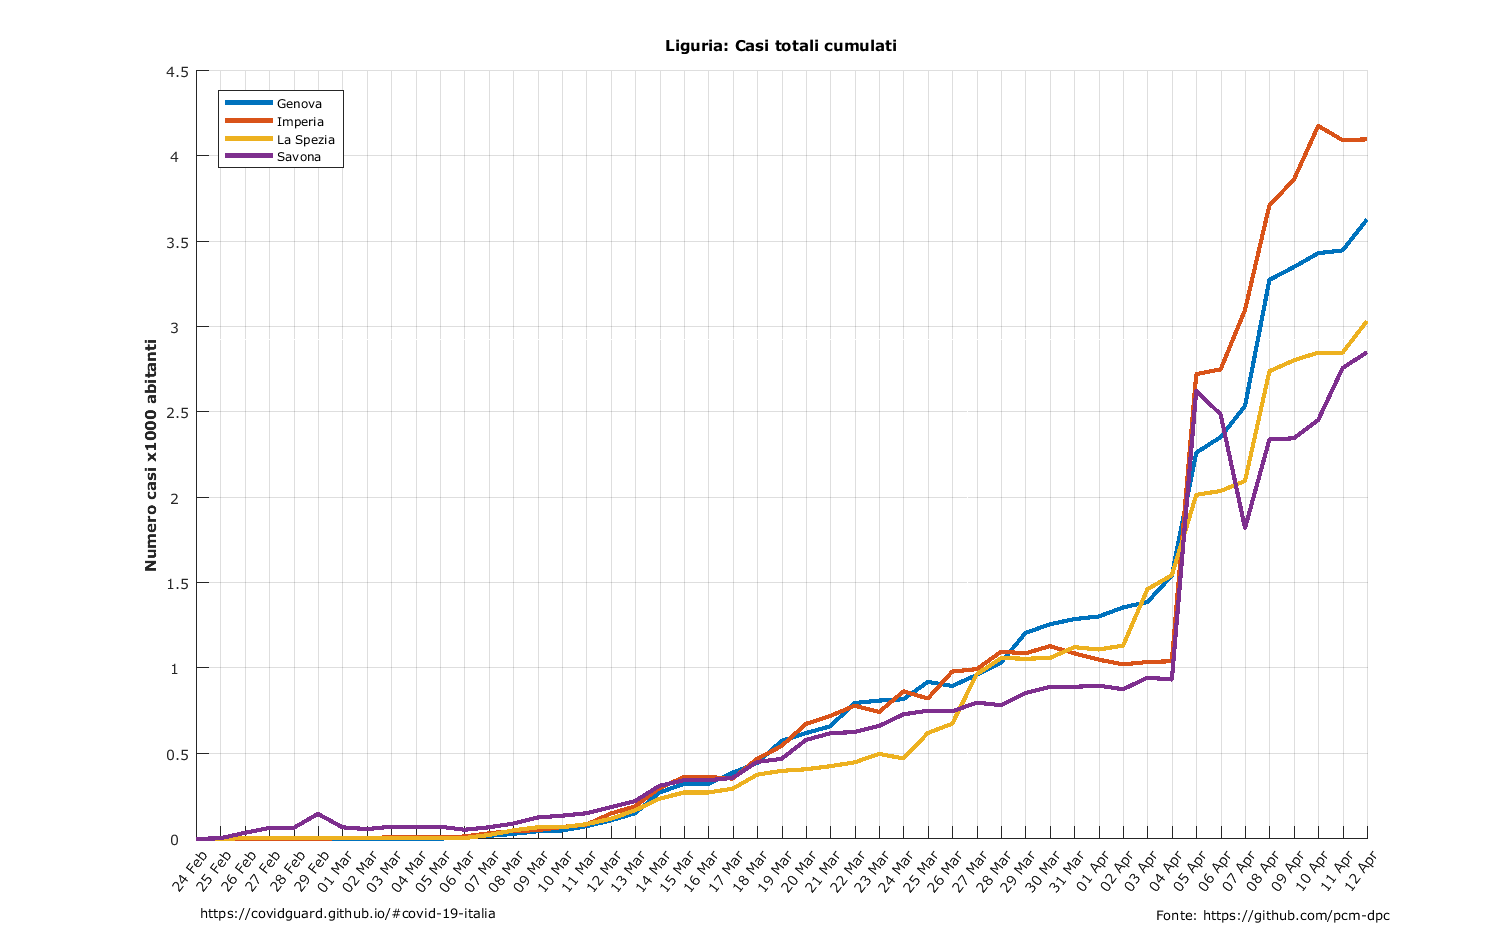 Liguria: Casi totali cumulati
Numero casi x1000 abitanti
4.5
4
3.5
3
2.5
2
1.5
1
0.5
0
Genova
Imperia
La Spezia
Savona
24 Feb
25 Feb
26 Feb
27 Feb
28 Feb
29 Feb
01 Mar
02 Mar
03 Mar
04 Mar
05 Mar
06 Mar
07 Mar
08 Mar
09 Mar
10 Mar
11 Mar
12 Mar
13 Mar
14 Mar
15 Mar
16 Mar
17 Mar
18 Mar
19 Mar
20 Mar
21 Mar
22 Mar
23 Mar
24 Mar
25 Mar
26 Mar
27 Mar
28 Mar
29 Mar
30 Mar
31 Mar
01 Apr
02 Apr
03 Apr
04 Apr
05 Apr
06 Apr
07 Apr
08 Apr
09 Apr
10 Apr
11 Apr
12 Apr
https://covidguard.github.io/#covid-19-italia
Fonte: https://github.com/pcm-dpc